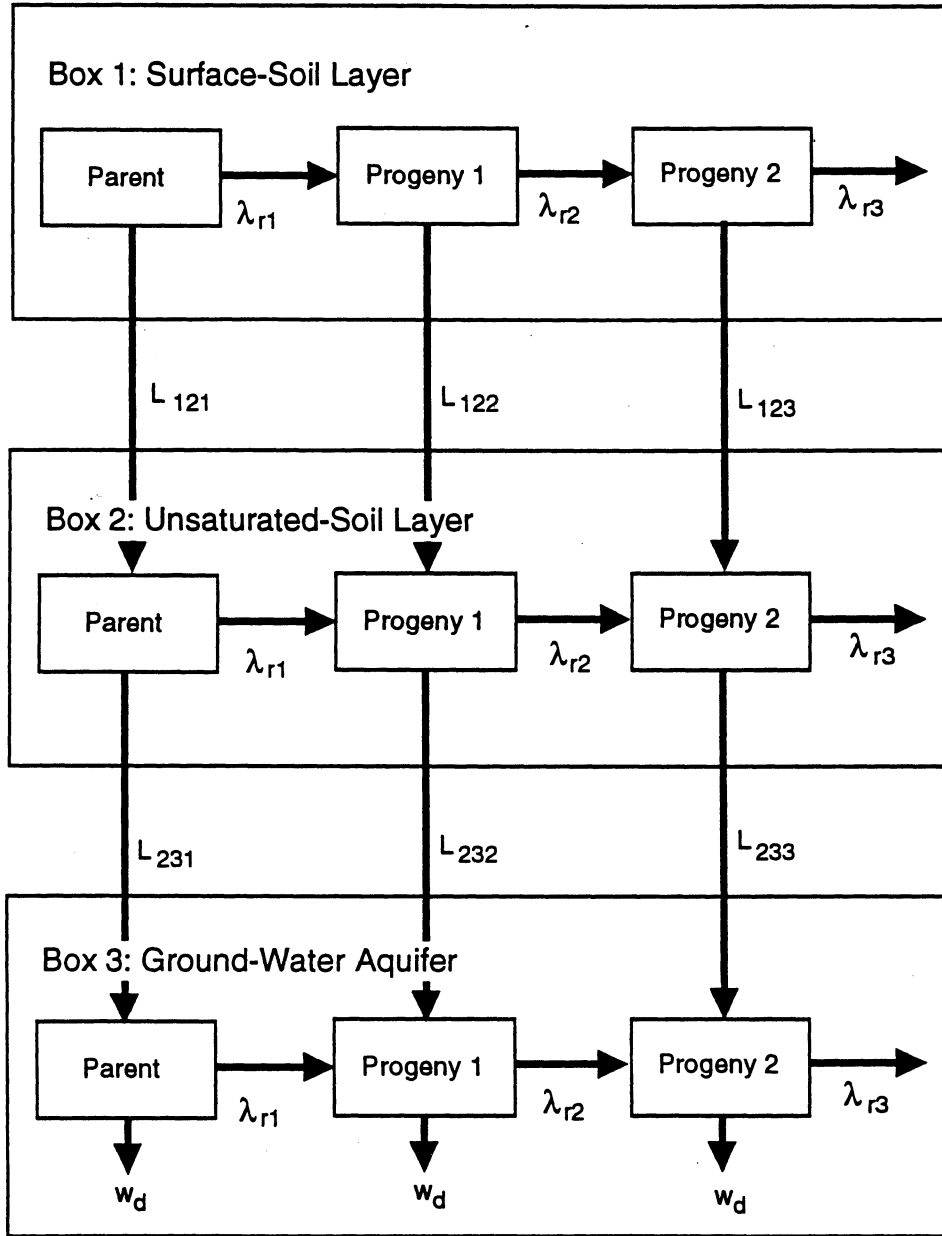 Box 1: Surface-Soil Layer
Parent
Progeny 1
Progeny 2
λr1
λr2
λr3
L121
L122
L123
Box 2: Unsaturated-Soil Layer
Parent
Progeny 1
Progeny 2
λr1
λr2
λr3
L231
L232
L233
Box 3: Ground-Water Aquifer
Parent
Progeny 1
Progeny 2
λr1
λr2
λr3
wd
wd
wd